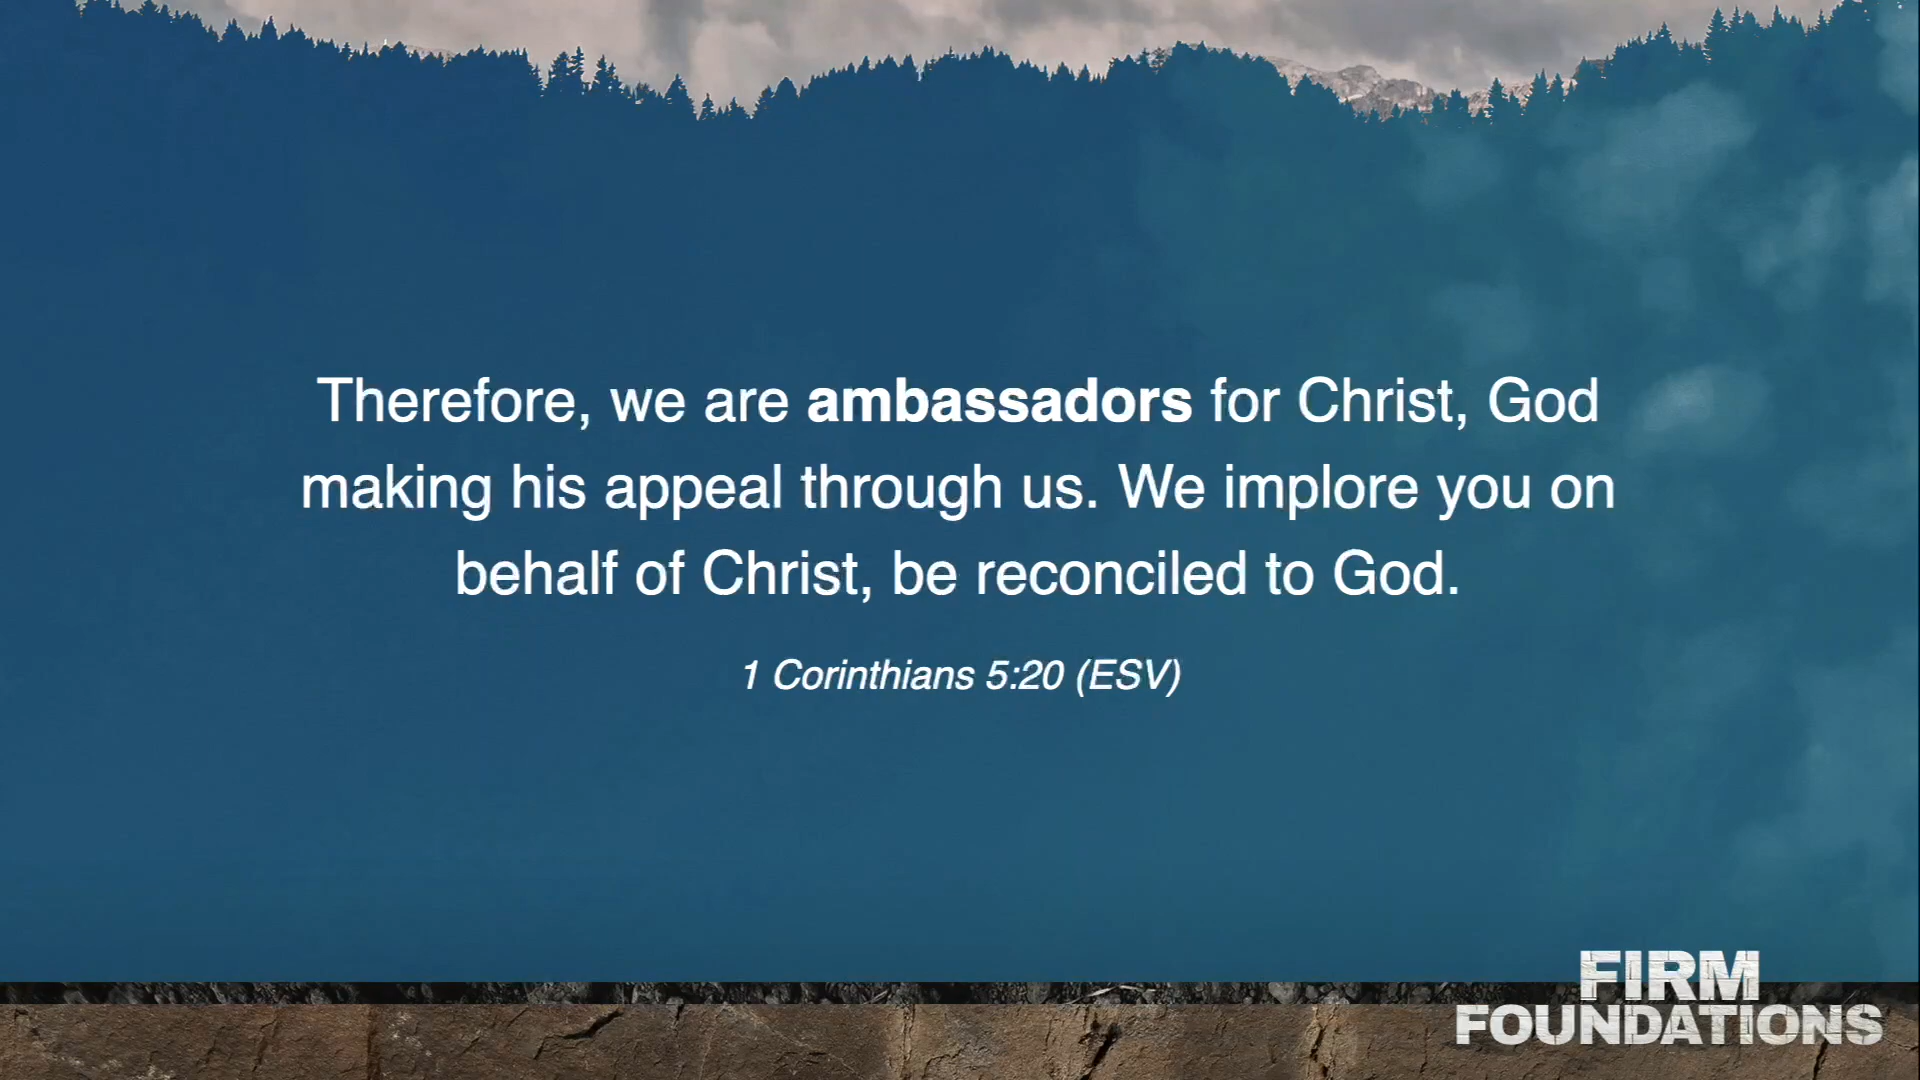 Therefore, we are ambassadors for Christ, God
making his appeal through us. We implore you on
behalf of Christ, be reconciled to God.
1 Corinthians 5:20 (ESV)
FIRM
FOUNDATIONS